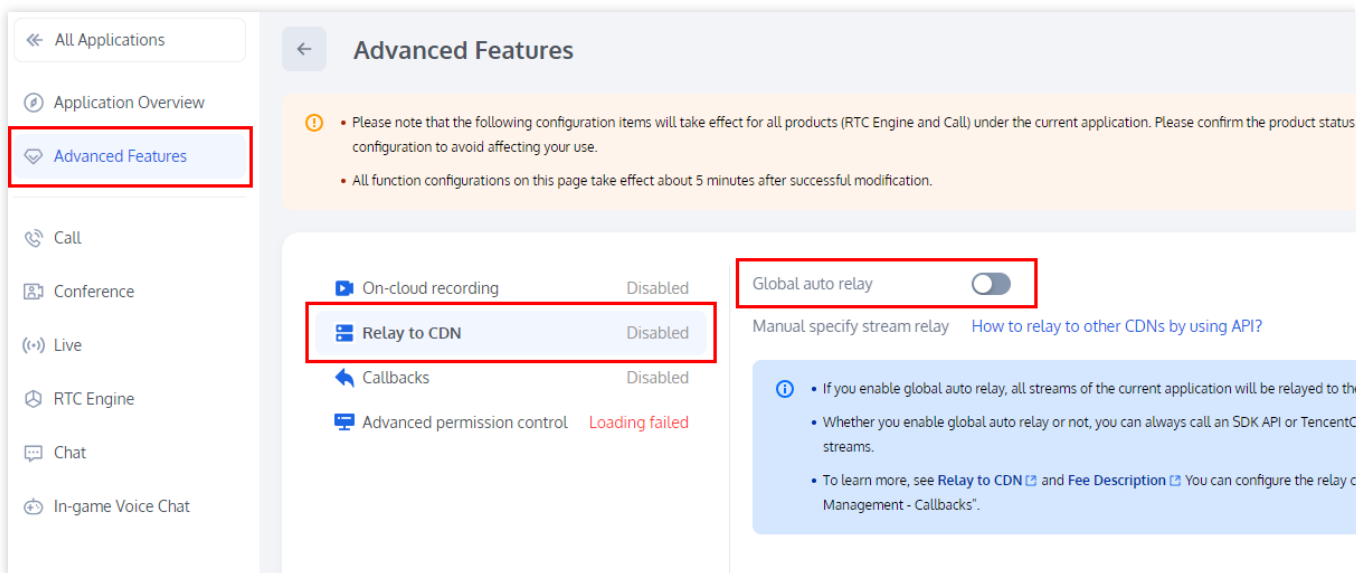 All Applications
Application Overview
Advanced Features
Call
Conference
Live
RTC Engine
Chat
In-game Voice Chat
Advanced Features
• Please note that the following configuration items will take effect for all products (RTC Engine and Call) under the current application. Please confirm the product status
configuration to avoid affecting your use.
• All function configurations on this page take effect about 5 minutes after successful modification.
On-cloud recording Disabled
Relay to CDN Disabled
Callbacks Disabled
Advanced permission control Loading failed
Global auto relay
Manual specify stream relay How to relay to other CDNs by using API?
• If you enable global auto relay, all streams of the current application will be relayed to the
• Whether you enable global auto relay or not, you can always call an SDK API or TencentC
streams.
• To learn more, see Relay to CDN and Fee Description You can configure the relay c
Management - Callbacks".